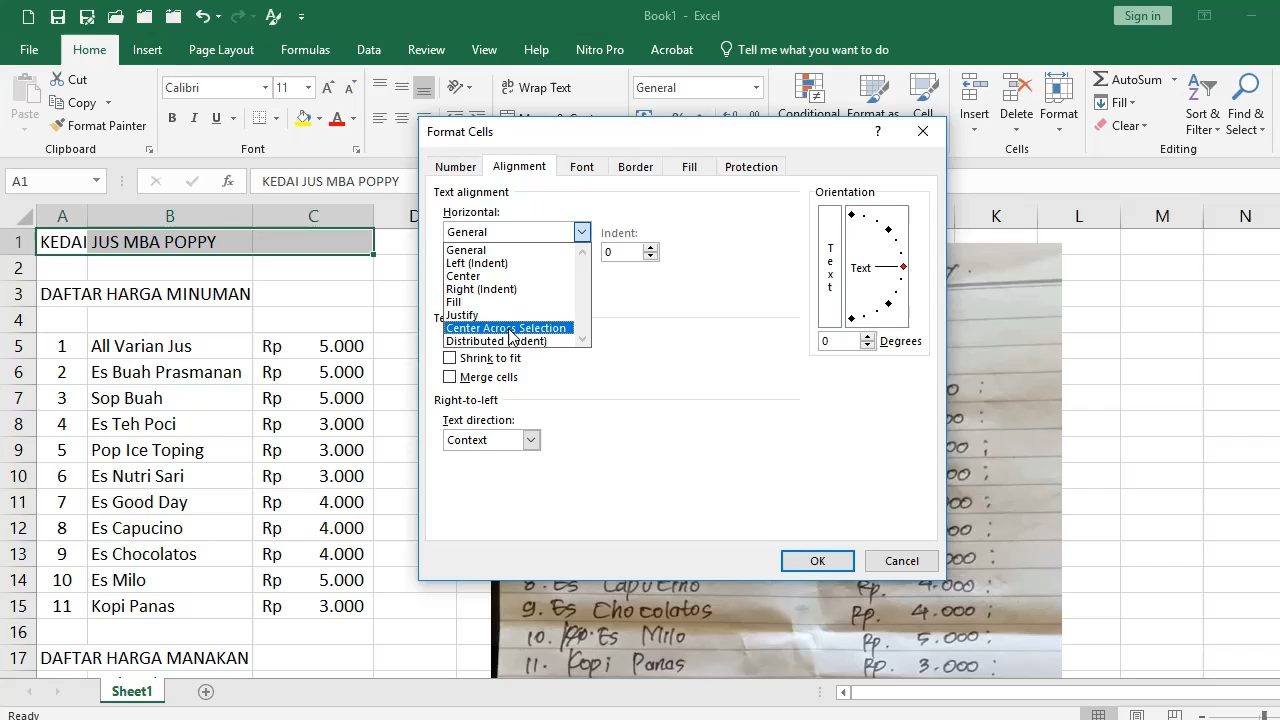 Book1 - Excel
Sign in
File Home Insert Page Layout Formulas Data Review View Help Nitro Pro Acrobat Tell me what you want to do
Paste
Cut
Copy
Format Painter
Clipboard
Calibri 11
B I U
Font
Wrap Text
General
Conditional
Format as
Cell
Insert Delete Format
Cells
AutoSum
Fill
Clear
Sort & Filter
Find & Select
Editing
A1 fx KEDAI JUS MBA POPPY
A B C D K L M N
1 KEDAI JUS MBA POPPY
2
3 DAFTAR HARGA MINUMAN
4
5 1 All Varian Jus Rp 5.000
6 2 Es Buah Prasmanan Rp 5.000
7 3 Sop Buah Rp 5.000
8 4 Es Teh Poci Rp 3.000
9 5 Pop Ice Toping Rp 3.000
10 6 Es Nutri Sari Rp 3.000
11 7 Es Good Day Rp 4.000
12 8 Es Capucino Rp 4.000
13 9 Es Chocolatos Rp 4.000
14 10 Es Milo Rp 5.000
15 11 Kopi Panas Rp 3.000
16
17 DAFTAR HARGA MANAKAN
Sheet1
Ready
Format Cells
? 
Number Alignment Font Border Fill Protection
Text alignment
Horizontal:
General
Indent:
0
General
Left (Indent)
Center
Right (Indent)
Fill
Justify
Center Across Selection
Distributed (Indent)
Shrink to fit
Merge cells
Right-to-left
Text direction:
Context
Orientation
Text
Text
0 Degrees
OK Cancel
8. Es Capucino Rp. 4.000 ;
9. Es Chocolatos Rp. 4.000 ;
10. Es Milo Rp. 5.000 ;
11. Kopi Panas Rp. 3.000 ;